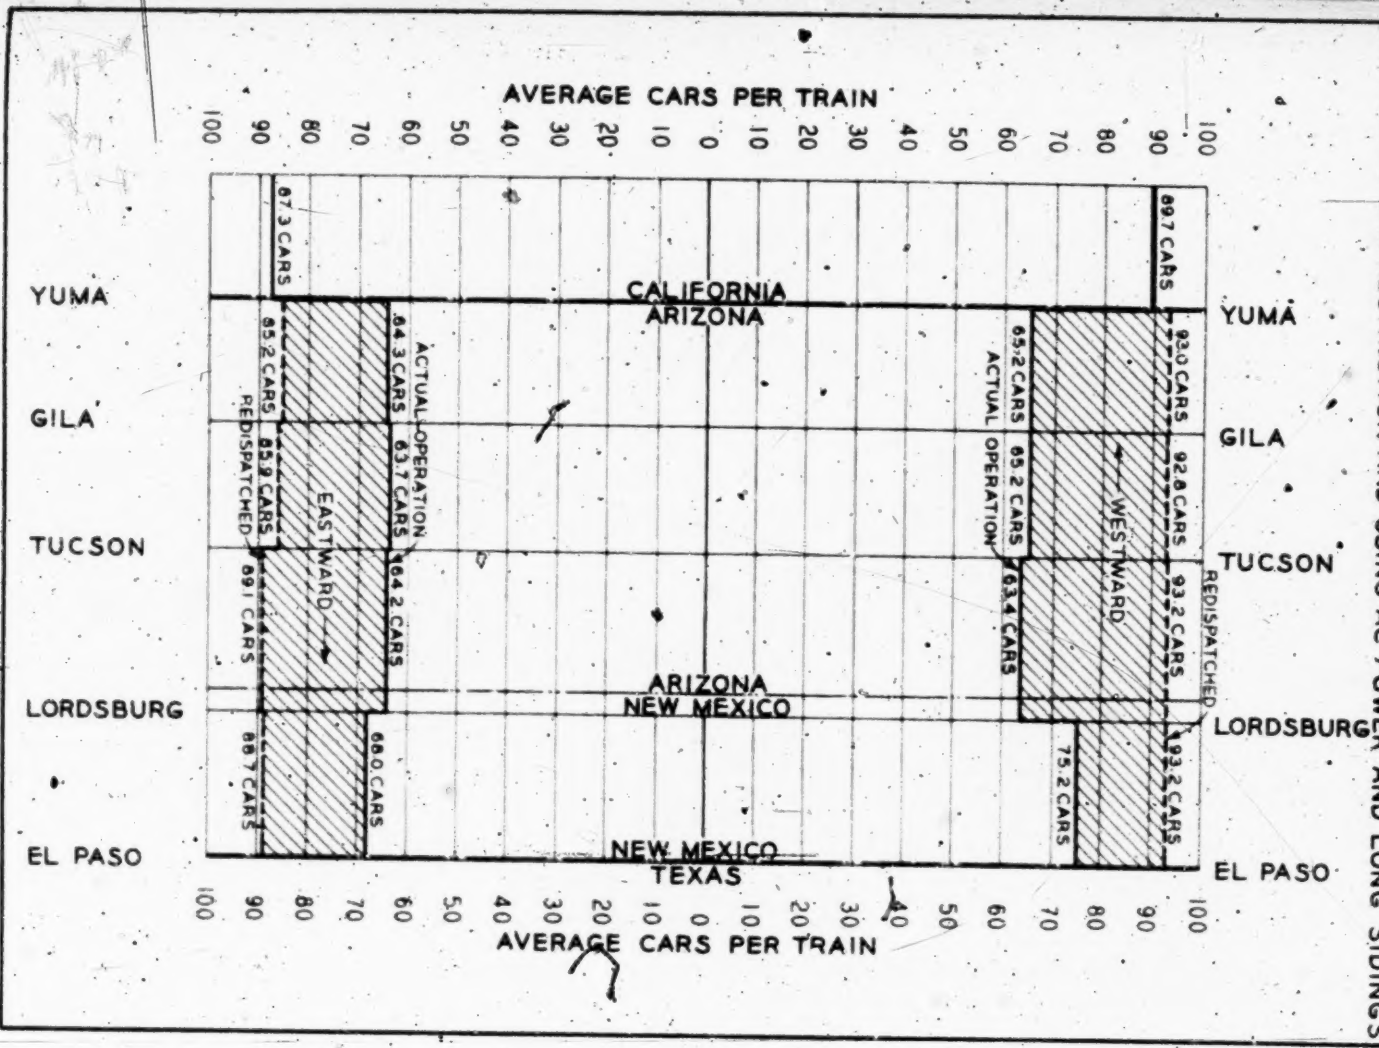 AVERAGE CARS PER TRAIN
100 90 80 70 60 50 40 30 20 10 0 10 20 30 40 50 60 70 80 90 100
87.3 CARS
89.7 CARS
YUMA
CALIFORNIA
ARIZONA
YUMA
85.2 CARS
64.3 CARS
ACTUAL OPERATION
65.2 CARS
ACTUAL OPERATION
93.0 CARS
GILA
GILA
REDISPATCHED
85.9 CARS
63.7 CARS
65.2 CARS
92.8 CARS
EASTWARD
WESTWARD
TUCSON
TUCSON
89.1 CARS
64.2 CARS
63.4 CARS
93.2 CARS
REDISPATCHED
ARIZONA
NEW MEXICO
LORDSBURG
LORDSBURG
88.7 CARS
68.0 CARS
75.2 CARS
93.2 CARS
EL PASO
NEW MEXICO
TEXAS
EL PASO
100 90 80 70 60 50 40 30 20 10 0 10 20 30 40 50 60 70 80 90 100
AVERAGE CARS PER TRAIN
AND LONG SIDINGS